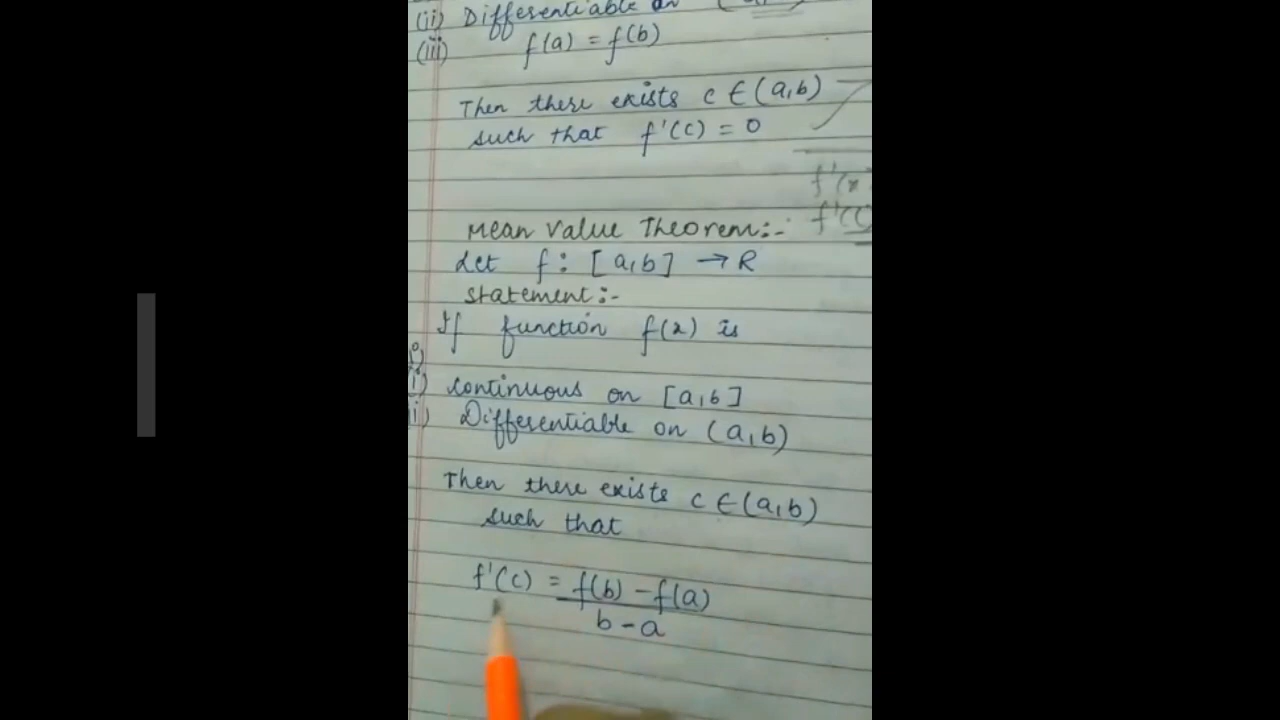 (ii) Differentiable on (a,
(iii) f(a) = f(b)
Then there exists c ∈ (a,b)
such that f'(c) = 0
f'(x
f'(c
Mean value Theorem:-
Let f: [a,b] → R
statement:-
If function f(x) is
i) continuous on [a,b]
ii) Differentiable on (a,b)
Then there exists c ∈ (a,b)
such that
f'(c) = f(b) - f(a)
b - a